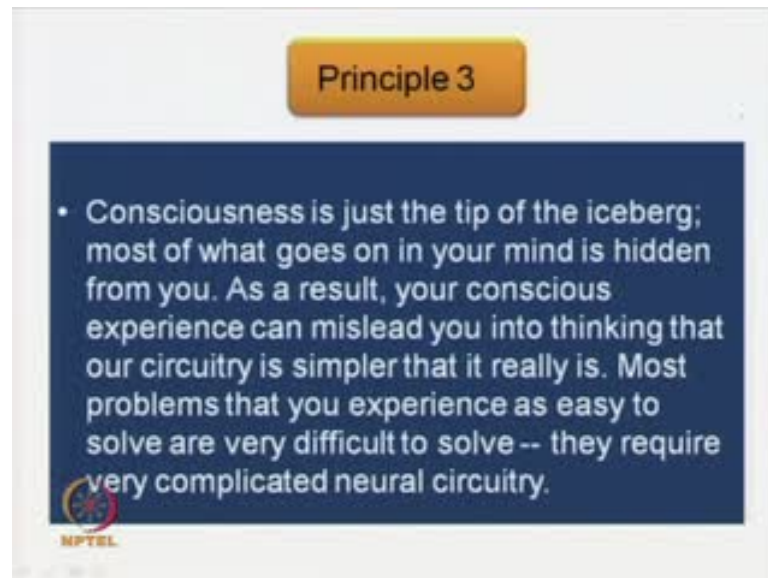 Principle 3
• Consciousness is just the tip of the iceberg;
most of what goes on in your mind is hidden
from you. As a result, your conscious
experience can mislead you into thinking that
our circuitry is simpler that it really is. Most
problems that you experience as easy to
solve are very difficult to solve -- they require
very complicated neural circuitry.
NPTEL